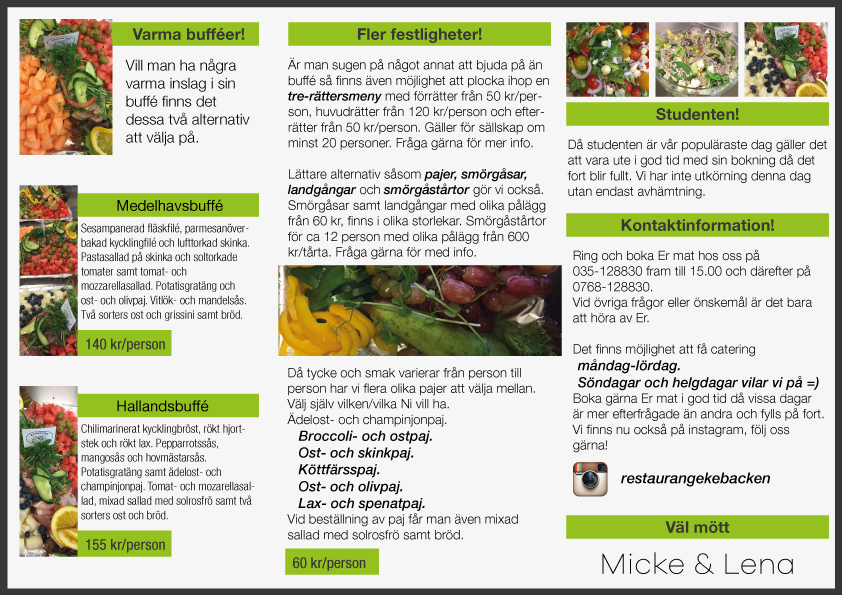 Varma bufféer!
Vill man ha några
varma inslag i sin
buffé finns det
dessa två alternativ
att välja på.
Medelhavsbuffé
Sesampanerad fläskfilé, parmesanöver-
bakad kycklingfilé och lufttorkad skinka.
Pastasallad på skinka och soltorkade
tomater samt tomat- och
mozzarellasallad. Potatisgratäng och
ost- och olivpaj. Vitlök- och mandelsås.
Två sorters ost och grissini samt bröd.
140 kr/person
Hallandsbuffé
Chilimarinerat kycklingbröst, rökt hjort-
stek och rökt lax. Pepparrotssås,
mangosås och hovmästarsås.
Potatisgratäng samt ädelost- och
champinjonpaj. Tomat- och mozarellasal-
lad, mixad sallad med solrosfrö samt två
sorters ost och bröd.
155 kr/person
Fler festligheter!
Är man sugen på något annat att bjuda på än
buffé så finns även möjlighet att plocka ihop en
tre-rättersmeny med förrätter från 50 kr/per-
son, huvudrätter från 120 kr/person och efter-
rätter från 50 kr/person. Gäller för sällskap om
minst 20 personer. Fråga gärna för mer info.
Lättare alternativ såsom pajer, smörgåsar,
landgångar och smörgåstårtor gör vi också.
Smörgåsar samt landgångar med olika pålägg
från 60 kr, finns i olika storlekar. Smörgåstårtor
för ca 12 person med olika pålägg från 600
kr/tårta. Fråga gärna för med info.
Då tycke och smak varierar från person till
person har vi flera olika pajer att välja mellan.
Välj själv vilken/vilka Ni vill ha.
Ädelost- och champinjonpaj.
Broccoli- och ostpaj.
Ost- och skinkpaj.
Köttfärsspaj.
Ost- och olivpaj.
Lax- och spenatpaj.
Vid beställning av paj får man även mixad
sallad med solrosfrö samt bröd.
60 kr/person
Studenten!
Då studenten är vår populäraste dag gäller det
att vara ute i god tid med sin bokning då det
fort blir fullt. Vi har inte utkörning denna dag
utan endast avhämtning.
Kontaktinformation!
Ring och boka Er mat hos oss på
035-128830 fram till 15.00 och därefter på
0768-128830.
Vid övriga frågor eller önskemål är det bara
att höra av Er.
Det finns möjlighet att få catering
måndag-lördag.
Söndagar och helgdagar vilar vi på =)
Boka gärna Er mat i god tid då vissa dagar
är mer efterfrågade än andra och fylls på fort.
Vi finns nu också på instagram, följ oss
gärna!
restaurangekebacken
Väl mött
Micke & Lena